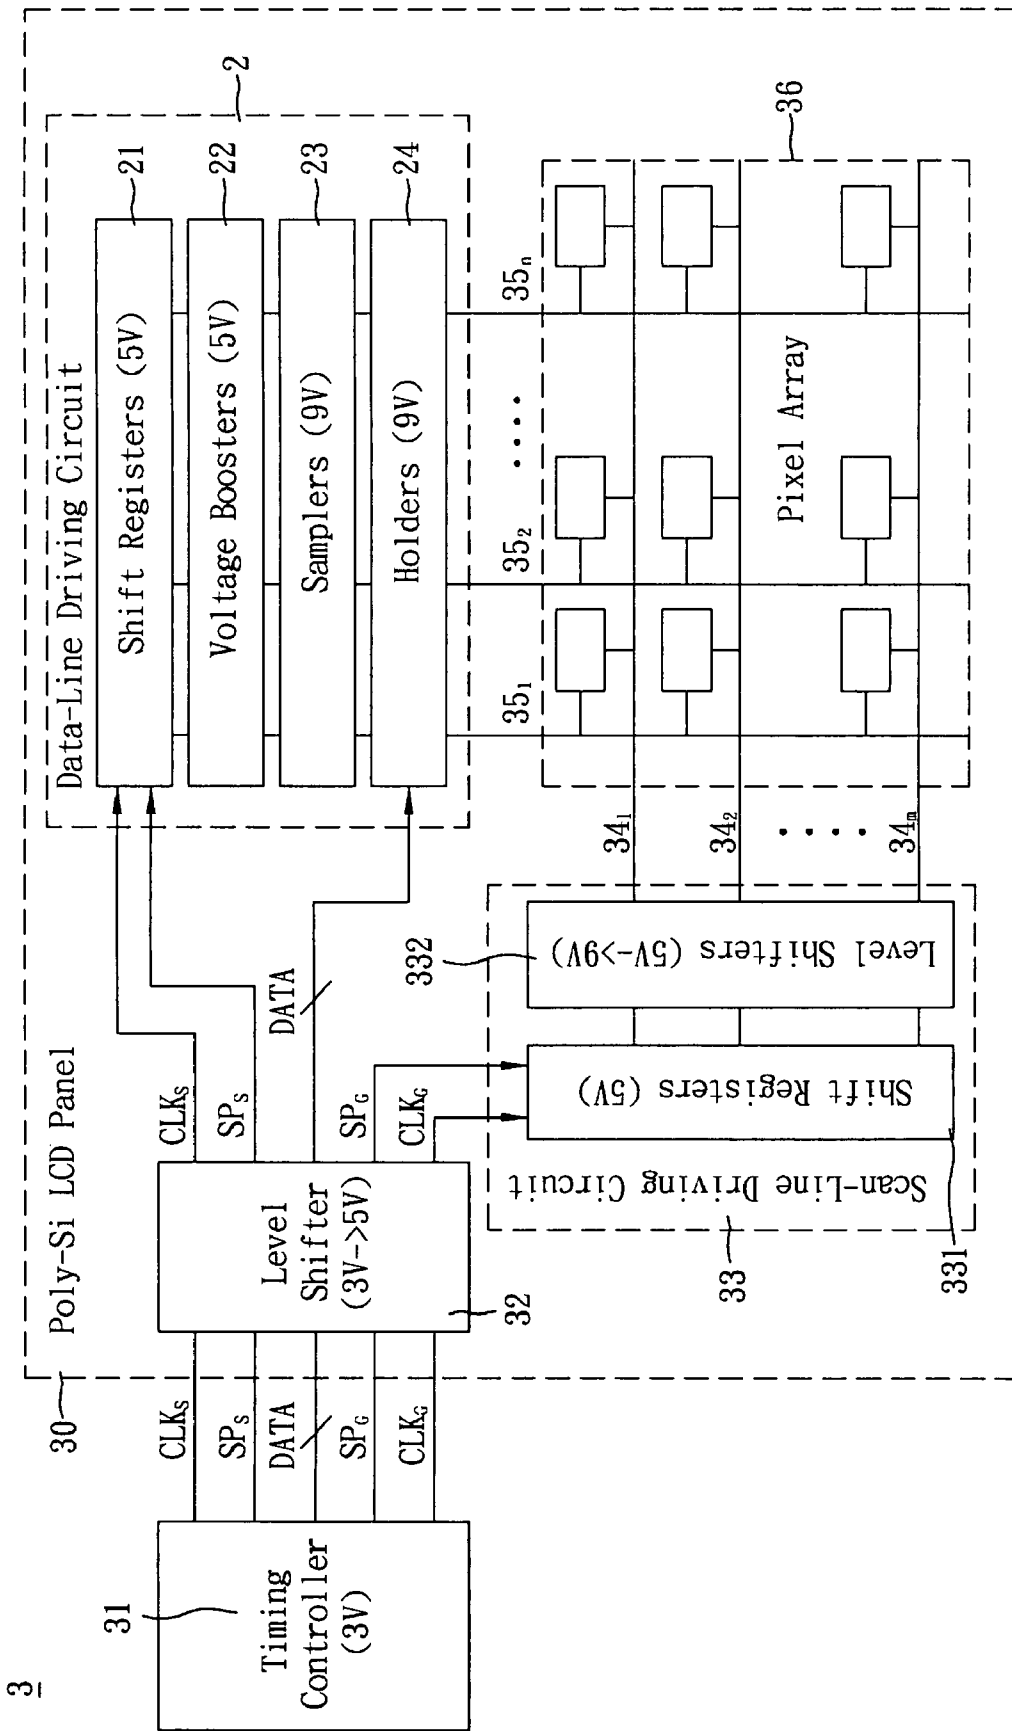 3
30
Poly-Si LCD Panel
Data-Line Driving Circuit
2
Shift Registers (5V)
21
Voltage Boosters (5V)
22
Samplers (9V)
23
Holders (9V)
24
31
Timing
Controller
(3V)
CLKS
SPS
DATA
SPG
CLKG
Level
Shifter
(3V->5V)
32
CLKS
SPS
DATA
SPG
CLKG
351
352
....
35n
36
Pixel Array
341
342
....
34m
33
Scan-Line Driving Circuit
Shift Registers (5V)
331
Level Shifters (5V->9V)
332